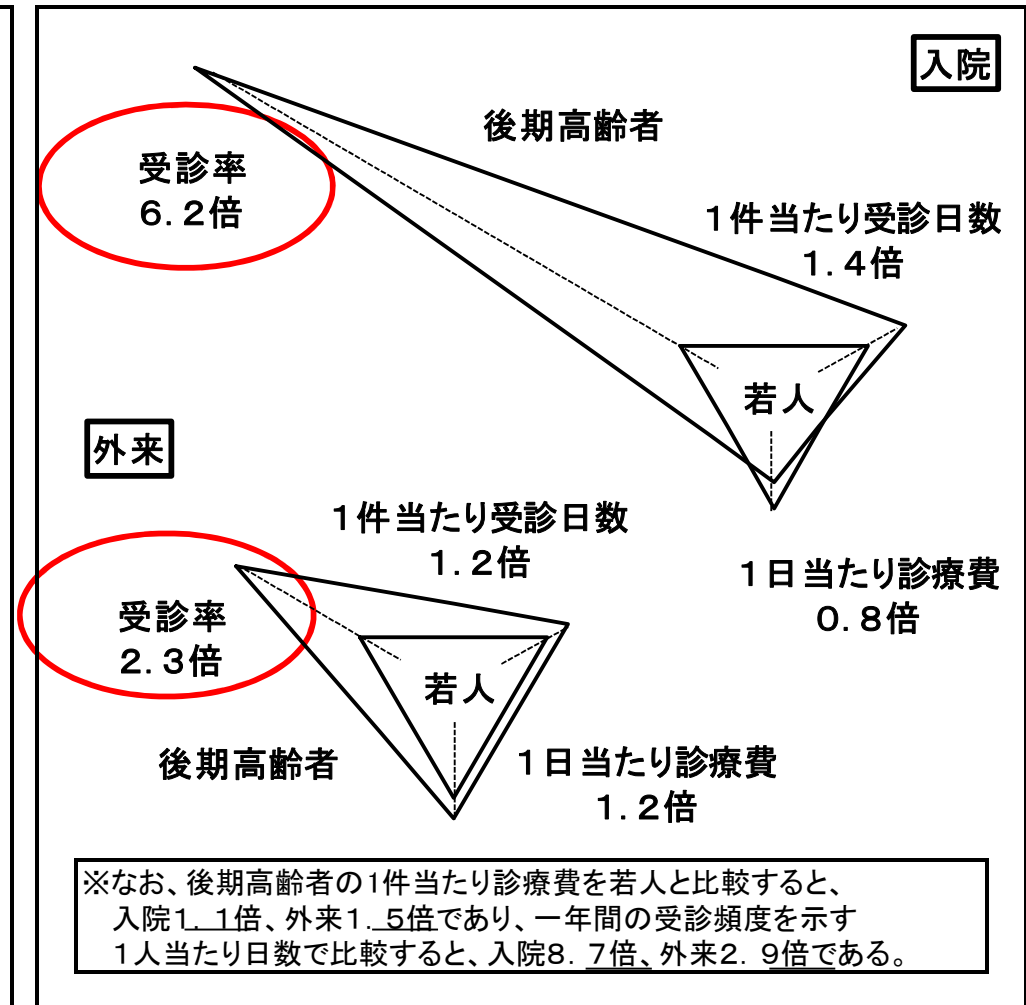 入院
後期高齢者
受診率
6.2倍
1件当たり受診日数
1.4倍
若人
1日当たり診療費
0.8倍
外来
1件当たり受診日数
1.2倍
受診率
2.3倍
若人
後期高齢者
1日当たり診療費
1.2倍
※なお、後期高齢者の1件当たり診療費を若人と比較すると、
入院1.1倍、外来1.5倍であり、一年間の受診頻度を示す
1人当たり日数で比較すると、入院8.7倍、外来2.9倍である。